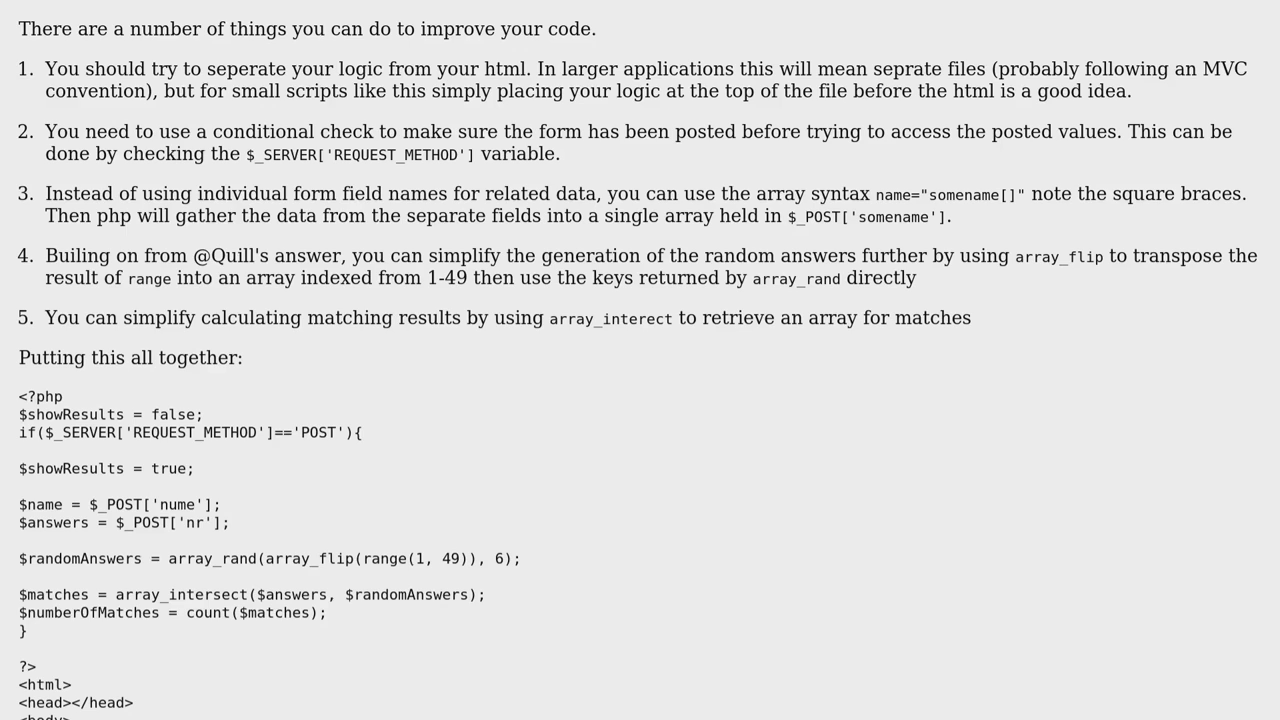 There are a number of things you can do to improve your code.
1. You should try to seperate your logic from your html. In larger applications this will mean seprate files (probably following an MVC
convention), but for small scripts like this simply placing your logic at the top of the file before the html is a good idea.
2. You need to use a conditional check to make sure the form has been posted before trying to access the posted values. This can be
done by checking the $_SERVER['REQUEST_METHOD'] variable.
3. Instead of using individual form field names for related data, you can use the array syntax name="somename[]" note the square braces.
Then php will gather the data from the separate fields into a single array held in $_POST['somename'].
4. Builing on from @Quill's answer, you can simplify the generation of the random answers further by using array_flip to transpose the
result of range into an array indexed from 1-49 then use the keys returned by array_rand directly
5. You can simplify calculating matching results by using array_interect to retrieve an array for matches
Putting this all together:
<?php
$showResults = false;
if($_SERVER['REQUEST_METHOD']=='POST'){
$showResults = true;
$name = $_POST['nume'];
$answers = $_POST['nr'];
$randomAnswers = array_rand(array_flip(range(1, 49)), 6);
$matches = array_intersect($answers, $randomAnswers);
$numberOfMatches = count($matches);
}
?>
<html>
<head></head>
<body>